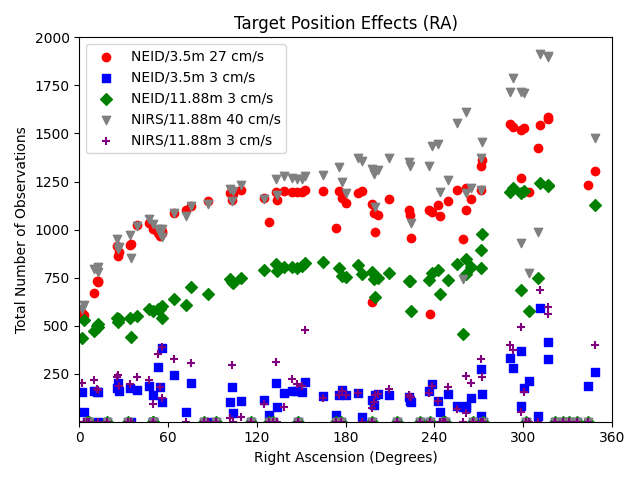 Target Position Effects (RA)
2000
1750
1500
1250
1000
750
500
250
Total Number of Observations
NEID/3.5m 27 cm/s
NEID/3.5m 3 cm/s
NEID/11.88m 3 cm/s
NIRS/11.88m 40 cm/s
NIRS/11.88m 3 cm/s
0 60 120 180 240 300 360
Right Ascension (Degrees)